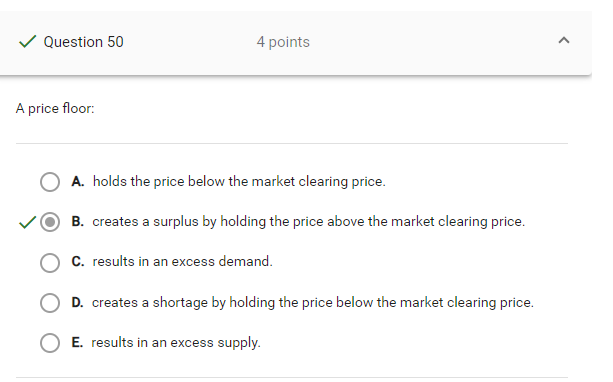 Question 50 4 points
A price floor:
A. holds the price below the market clearing price.
B. creates a surplus by holding the price above the market clearing price.
C. results in an excess demand.
D. creates a shortage by holding the price below the market clearing price.
E. results in an excess supply.